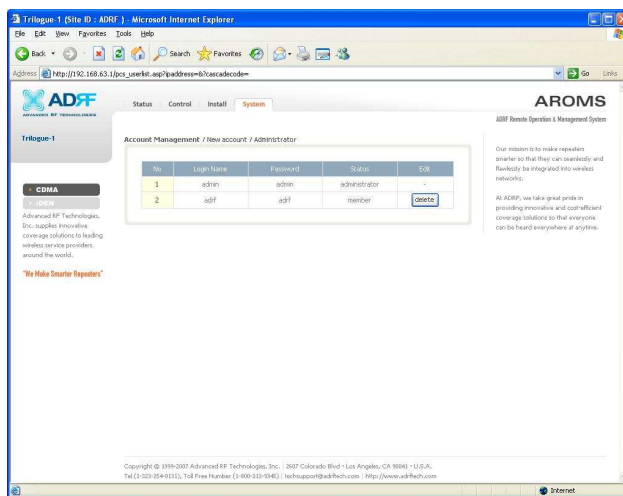 Trilogue-1 (Site ID : ADRF ) - Microsoft Internet Explorer
File Edit View Favorites Tools Help
Back Search Favorites
Address http://192.168.63.1/pcs_userlist.asp?ipaddress=&?cascadecode= Go Links
ADRF
ADVANCED RF TECHNOLOGIES
Status Control Install System
AROMS
ADRF Remote Operation & Management System
Trilogue-1
Account Management / New account / Administrator
No Login Name Password Status Edit
1 admin admin administrator -
2 adrf adrf member delete
CDMA
iDEN
Advanced RF Technologies,
Inc. supplies innovative
coverage solutions to leading
wireless service providers
around the world.
"We Make Smarter Repeaters"
Our mission is to make repeaters
smarter so that they can seamlessly and
flawlessly be integrated into wireless
networks.
At ADRF, we take great pride in
providing innovative and cost-efficient
coverage solutions so that everyone
can be heard everywhere at anytime.
Copyright © 1999-2007 Advanced RF Technologies, Inc. | 2607 Colorado Blvd • Los Angeles, CA 90041 • U.S.A.
Tel (1-323-254-8131), Toll Free Number (1-800-313-9345) | techsupport@adrftech.com | http://www.adrftech.com
Internet